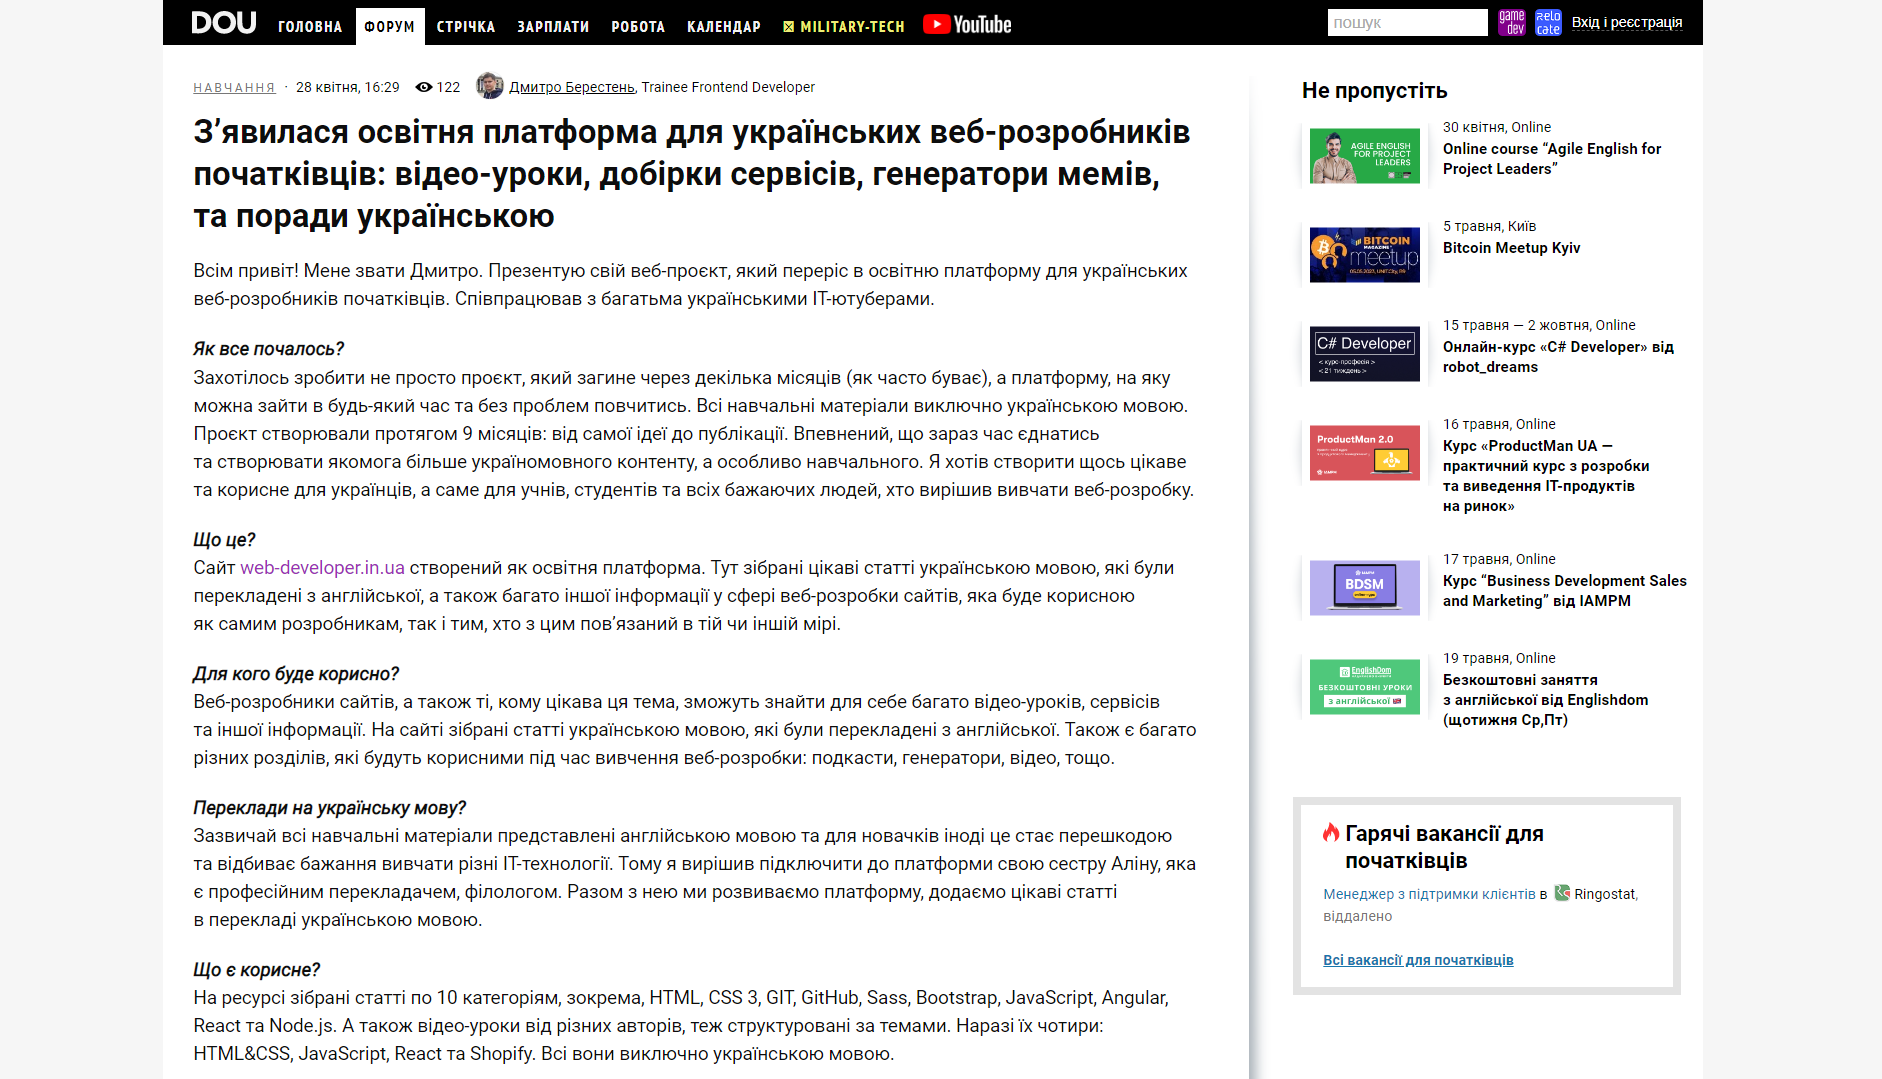 DOU ГОЛОВНА ФОРУМ СТРІЧКА ЗАРПЛАТИ РОБОТА КАЛЕНДАР MILITARY-TECH YouTube пошук game dev relo cate Вхід і реєстрація
НАВЧАННЯ · 28 квітня, 16:29 122 Дмитро Берестень, Trainee Frontend Developer
З’явилася освітня платформа для українських веб-розробників
початківців: відео-уроки, добірки сервісів, генератори мемів,
та поради українською
Всім привіт! Мене звати Дмитро. Презентую свій веб-проєкт, який переріс в освітню платформу для українських
веб-розробників початківців. Співпрацював з багатьма українськими IT-ютуберами.
Як все почалось?
Захотілось зробити не просто проєкт, який загине через декілька місяців (як часто буває), а платформу, на яку
можна зайти в будь-який час та без проблем повчитись. Всі навчальні матеріали виключно українською мовою.
Проєкт створювали протягом 9 місяців: від самої ідеї до публікації. Впевнений, що зараз час єднатись
та створювати якомога більше україномовного контенту, а особливо навчального. Я хотів створити щось цікаве
та корисне для українців, а саме для учнів, студентів та всіх бажаючих людей, хто вирішив вивчати веб-розробку.
Що це?
Сайт web-developer.in.ua створений як освітня платформа. Тут зібрані цікаві статті українською мовою, які були
перекладені з англійської, а також багато іншої інформації у сфері веб-розробки сайтів, яка буде корисною
як самим розробникам, так і тим, хто з цим пов’язаний в тій чи іншій мірі.
Для кого буде корисно?
Веб-розробники сайтів, а також ті, кому цікава ця тема, зможуть знайти для себе багато відео-уроків, сервісів
та іншої інформації. На сайті зібрані статті українською мовою, які були перекладені з англійської. Також є багато
різних розділів, які будуть корисними під час вивчення веб-розробки: подкасти, генератори, відео, тощо.
Переклади на українську мову?
Зазвичай всі навчальні матеріали представлені англійською мовою та для новачків іноді це стає перешкодою
та відбиває бажання вивчати різні IT-технології. Тому я вирішив підключити до платформи свою сестру Аліну, яка
є професійним перекладачем, філологом. Разом з нею ми розвиваємо платформу, додаємо цікаві статті
в перекладі українською мовою.
Що є корисне?
На ресурсі зібрані статті по 10 категоріям, зокрема, HTML, CSS 3, GIT, GitHub, Sass, Bootstrap, JavaScript, Angular,
React та Node.js. А також відео-уроки від різних авторів, теж структуровані за темами. Наразі їх чотири:
HTML&CSS, JavaScript, React та Shopify. Всі вони виключно українською мовою.
Не пропустіть
AGILE ENGLISH
FOR PROJECT
LEADERS
30 квітня, Online
Online course “Agile English for
Project Leaders”
BITCOIN
MAGAZINE
meetup
05.05.2023, UNIT.City, B9
5 травня, Київ
Bitcoin Meetup Kyiv
C# Developer
< курс-професія >
< 21 тиждень >
15 травня — 2 жовтня, Online
Онлайн-курс «C# Developer» від
robot_dreams
ProductMan 2.0
IAMPM
16 травня, Online
Курс «ProductMan UA —
практичний курс з розробки
та виведення IT-продуктів
на ринок»
IAMPM
BDSM
17 травня, Online
Курс “Business Development Sales
and Marketing” від IAMPM
EnglishDom
БЕЗКОШТОВНІ УРОКИ
з англійської
19 травня, Online
Безкоштовні заняття
з англійської від Englishdom
(щотижня Ср,Пт)
Гарячі вакансії для
початківців
Менеджер з підтримки клієнтів в Ringostat,
віддалено
Всі вакансії для початківців